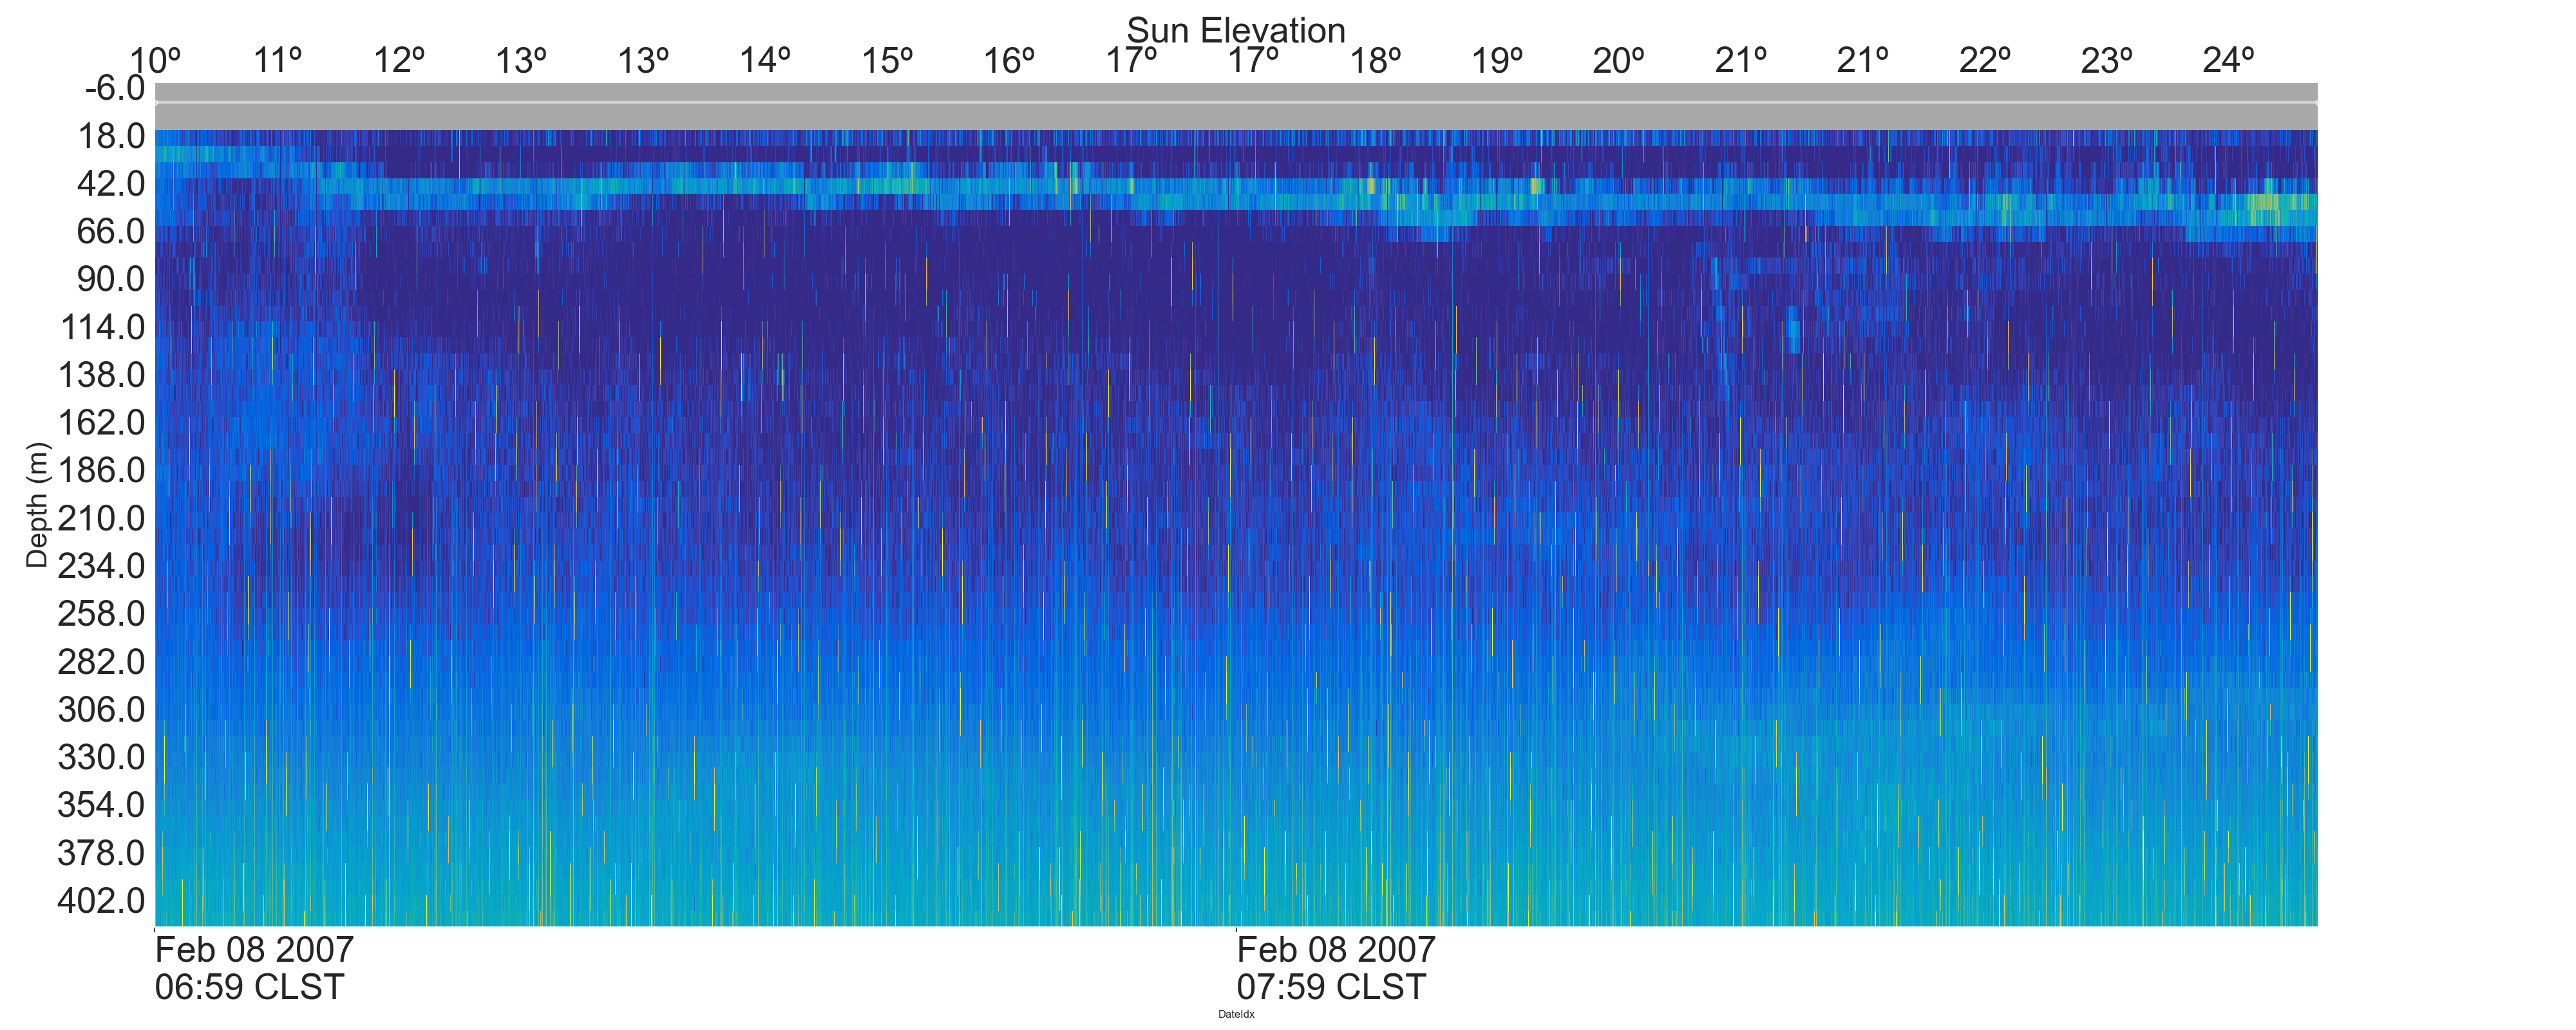 Sun Elevation
10º 11º 12º 13º 13º 14º 15º 16º 17º 17º 18º 19º 20º 21º 21º 22º 23º 24º
-6.0
18.0
42.0
66.0
90.0
114.0
138.0
162.0
186.0
210.0
234.0
258.0
282.0
306.0
330.0
354.0
378.0
402.0
Depth (m)
Feb 08 2007
06:59 CLST
Feb 08 2007
07:59 CLST
DateIdx